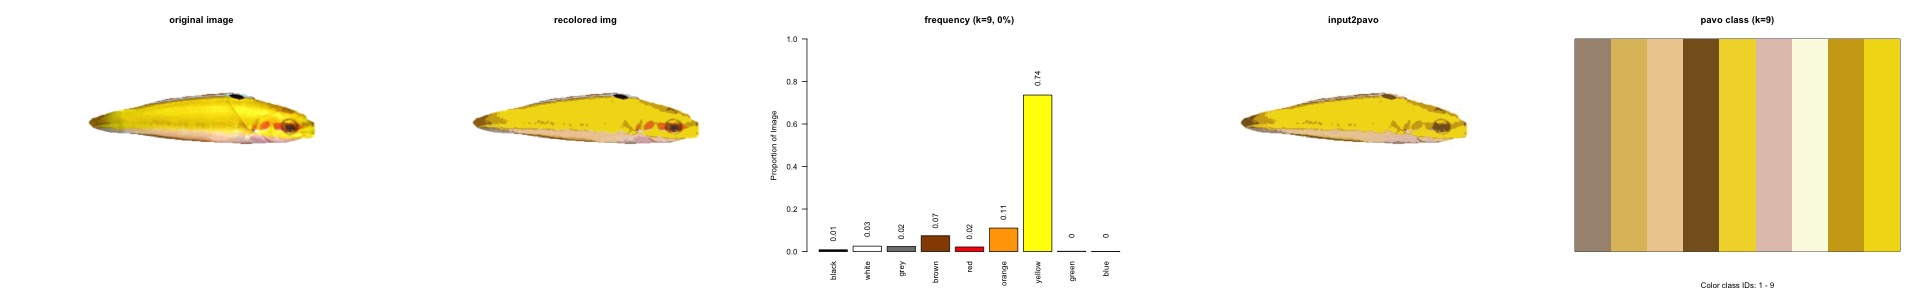 original image
recolored img
frequency (k=9, 0%)
input2pavo
pavo class (k=9)
Proportion of Image
1.0
0.8
0.6
0.4
0.2
0.0
0.01
0.03
0.02
0.07
0.02
0.11
0.74
0
0
black
white
grey
brown
red
orange
yellow
green
blue
Color class IDs: 1 - 9